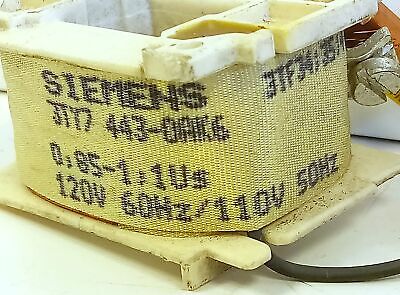 SIEMENS
3TY7 443-0AK6
0,85-1,1Us
120V 60Hz/110V 50Hz